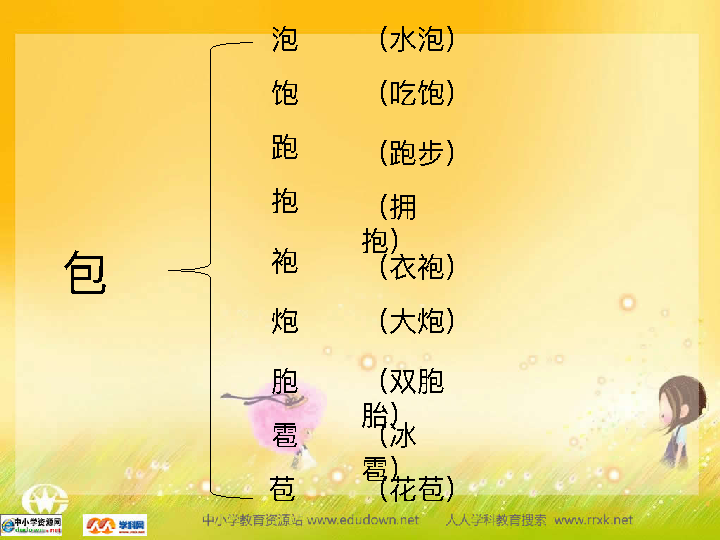 泡 （水泡）
饱 （吃饱）
跑 （跑步）
抱 （拥
抱）
袍 （衣袍）
包
炮 （大炮）
胞 （双胞
胎）
雹 （冰
雹）
苞 （花苞）
中小学资源网
学科网
中小学教育资源站 www.edudown.net 人人学科教育搜索 www.rrxk.net